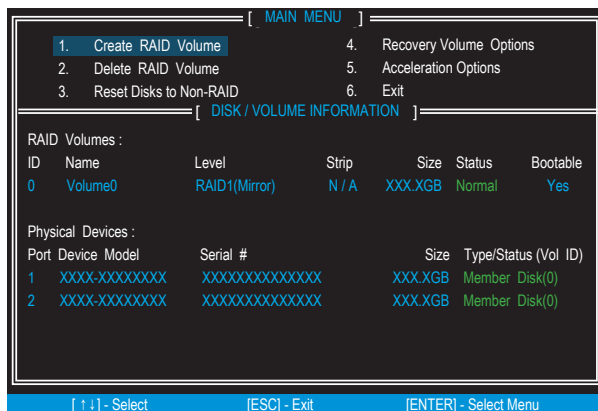 [ MAIN MENU ]
1. Create RAID Volume 4. Recovery Volume Options
2. Delete RAID Volume 5. Acceleration Options
3. Reset Disks to Non-RAID 6. Exit
[ DISK / VOLUME INFORMATION ]
RAID Volumes :
ID Name Level Strip Size Status Bootable
0 Volume0 RAID1(Mirror) N / A XXX.XGB Normal Yes
Physical Devices :
Port Device Model Serial # Size Type/Status (Vol ID)
1 XXXX-XXXXXXXX XXXXXXXXXXXXXX XXX.XGB Member Disk(0)
2 XXXX-XXXXXXXX XXXXXXXXXXXXXX XXX.XGB Member Disk(0)
[ ↑↓] - Select [ESC] - Exit [ENTER] - Select Menu